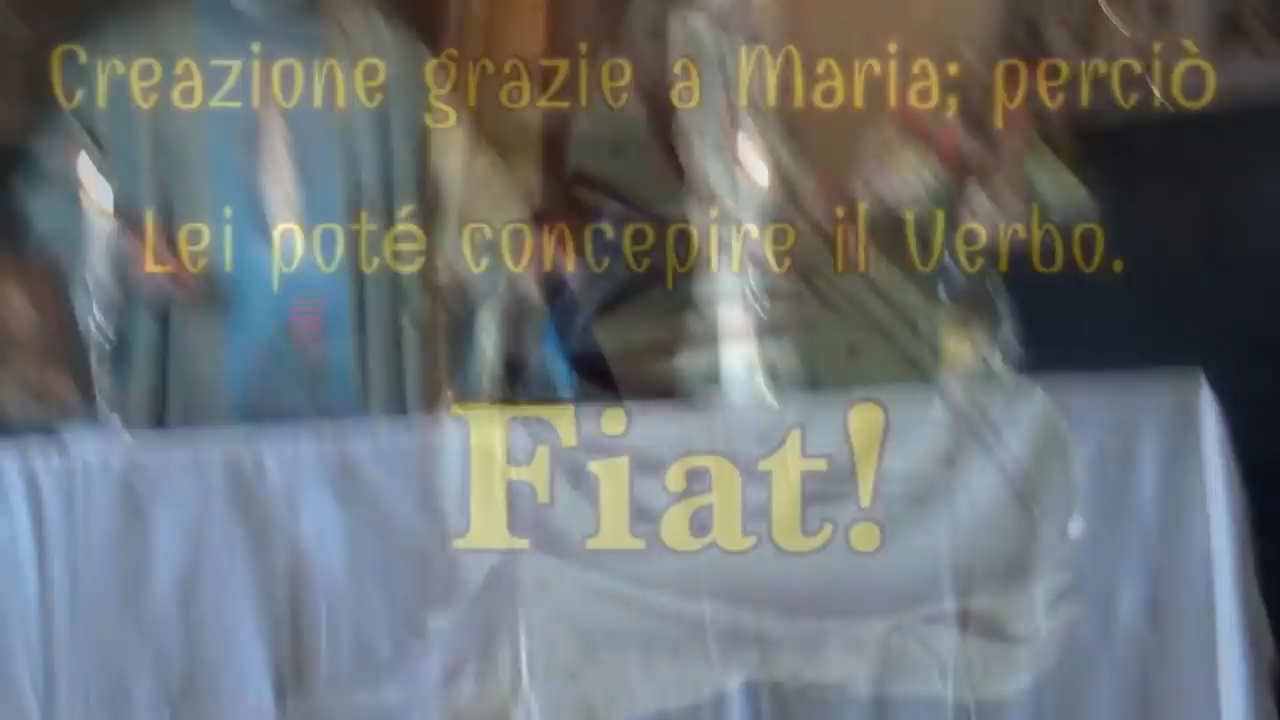 Creazione grazie a Maria; perciò
Lei poté concepire il Verbo.
Fiat!